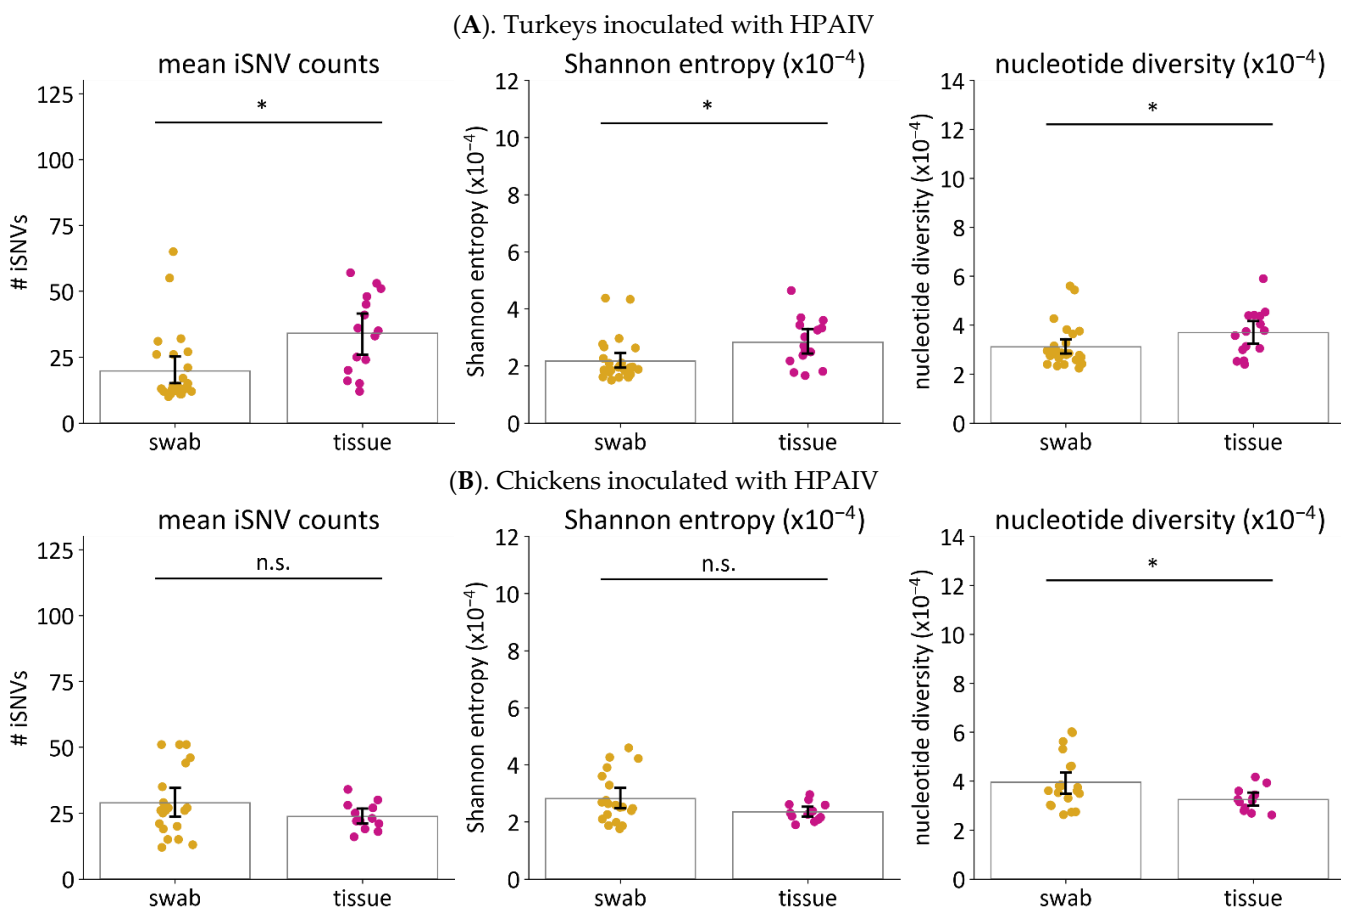 (A). Turkeys inoculated with HPAIV
mean iSNV counts
Shannon entropy (x10⁻⁴)
nucleotide diversity (x10⁻⁴)
# iSNVs
125
100
75
50
25
0
*
swab
tissue
Shannon entropy (x10⁻⁴)
12
10
8
6
4
2
0
*
swab
tissue
nucleotide diversity (x10⁻⁴)
14
12
10
8
6
4
2
0
*
swab
tissue
(B). Chickens inoculated with HPAIV
mean iSNV counts
Shannon entropy (x10⁻⁴)
nucleotide diversity (x10⁻⁴)
# iSNVs
125
100
75
50
25
0
n.s.
swab
tissue
Shannon entropy (x10⁻⁴)
12
10
8
6
4
2
0
n.s.
swab
tissue
nucleotide diversity (x10⁻⁴)
14
12
10
8
6
4
2
0
*
swab
tissue